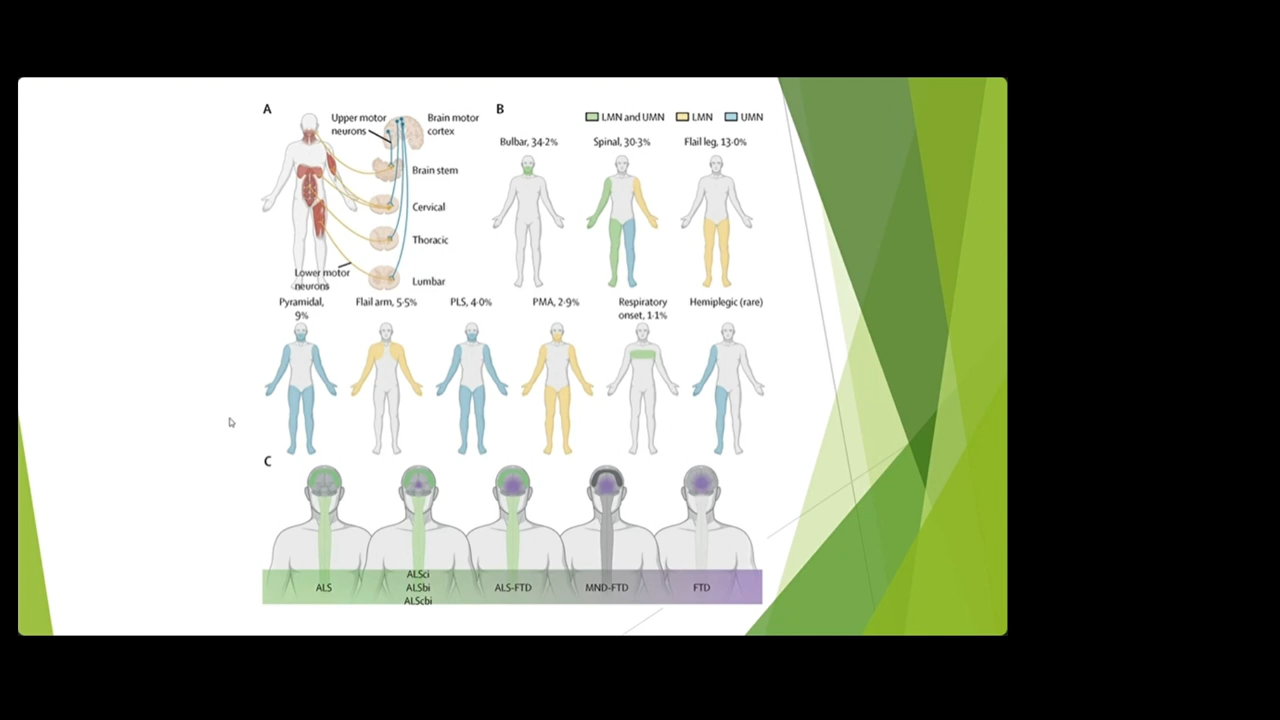 A
Upper motor
neurons
Brain motor
cortex
Brain stem
Cervical
Thoracic
Lumbar
Lower motor
neurons
B
LMN and UMN
LMN
UMN
Bulbar, 34·2%
Spinal, 30·3%
Flail leg, 13·0%
Pyramidal,
9%
Flail arm, 5·5%
PLS, 4·0%
PMA, 2·9%
Respiratory
onset, 1·1%
Hemiplegic (rare)
C
ALS
ALSci
ALSbi
ALScbi
ALS-FTD
MND-FTD
FTD